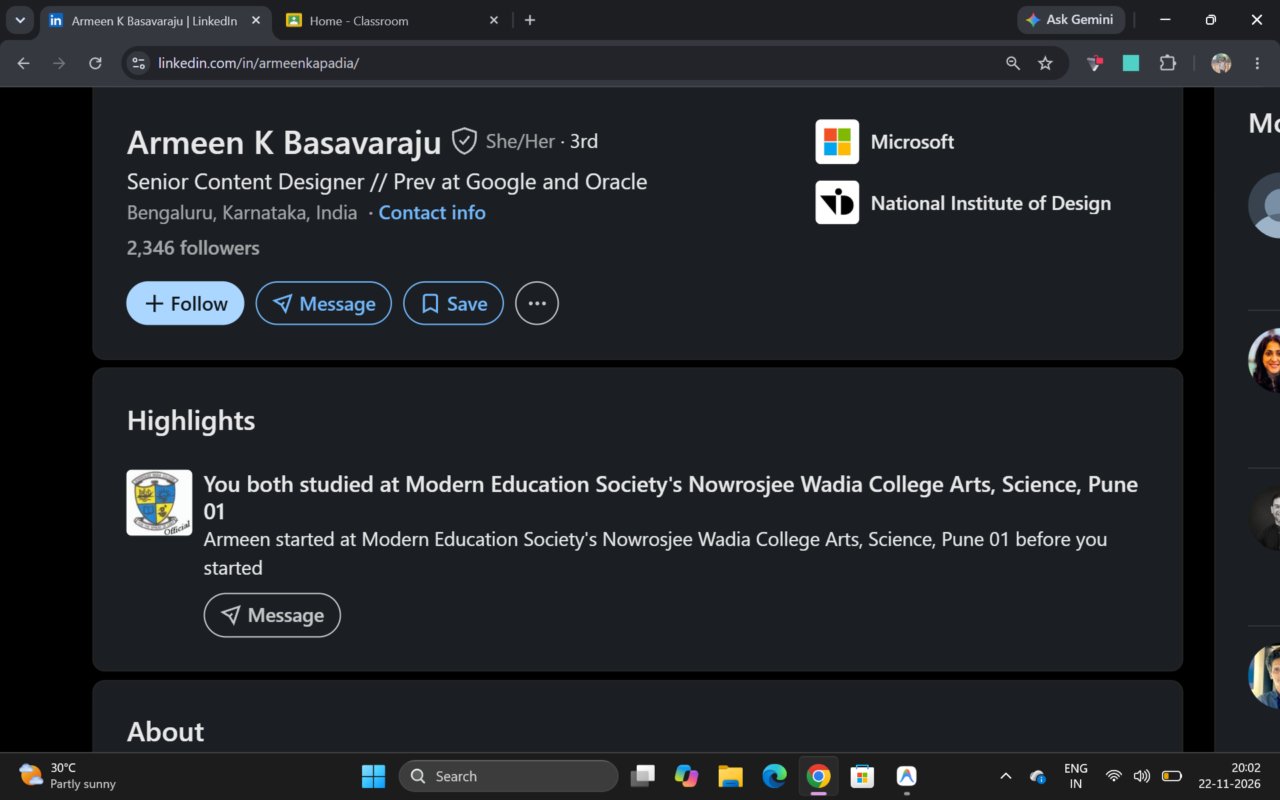 Armeen K Basavaraju | LinkedIn
Home - Classroom
Ask Gemini
linkedin.com/in/armeenkapadia/
Armeen K Basavaraju She/Her · 3rd
Senior Content Designer // Prev at Google and Oracle
Bengaluru, Karnataka, India · Contact info
2,346 followers
+ Follow
Message
Save
Microsoft
National Institute of Design
Highlights
Official
You both studied at Modern Education Society's Nowrosjee Wadia College Arts, Science, Pune
01
Armeen started at Modern Education Society's Nowrosjee Wadia College Arts, Science, Pune 01 before you
started
Message
About
30°C
Partly sunny
Search
ENG
IN
20:02
22-11-2026